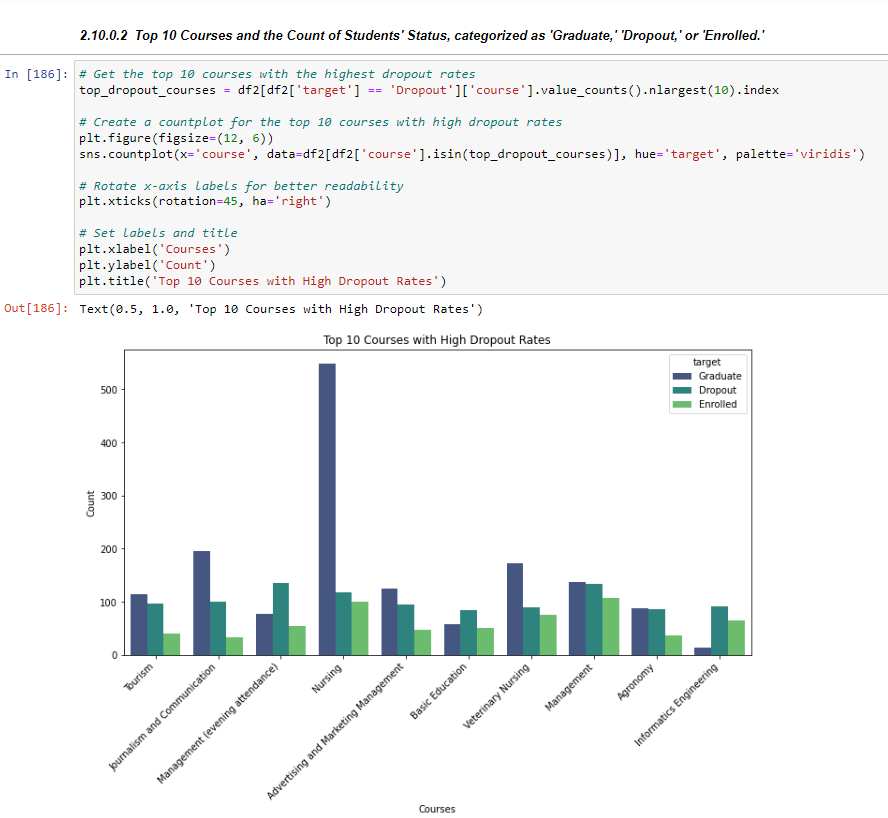 2.10.0.2 Top 10 Courses and the Count of Students' Status, categorized as 'Graduate,' 'Dropout,' or 'Enrolled.'
In [186]: # Get the top 10 courses with the highest dropout rates
top_dropout_courses = df2[df2['target'] == 'Dropout']['course'].value_counts().nlargest(10).index
# Create a countplot for the top 10 courses with high dropout rates
plt.figure(figsize=(12, 6))
sns.countplot(x='course', data=df2[df2['course'].isin(top_dropout_courses)], hue='target', palette='viridis')
# Rotate x-axis labels for better readability
plt.xticks(rotation=45, ha='right')
# Set labels and title
plt.xlabel('Courses')
plt.ylabel('Count')
plt.title('Top 10 Courses with High Dropout Rates')
Out[186]: Text(0.5, 1.0, 'Top 10 Courses with High Dropout Rates')
Top 10 Courses with High Dropout Rates
target
Graduate
Dropout
Enrolled
500
400
300
200
100
0
Count
Tourism
Journalism and Communication
Management (evening attendance)
Nursing
Advertising and Marketing Management
Basic Education
Veterinary Nursing
Management
Agronomy
Informatics Engineering
Courses